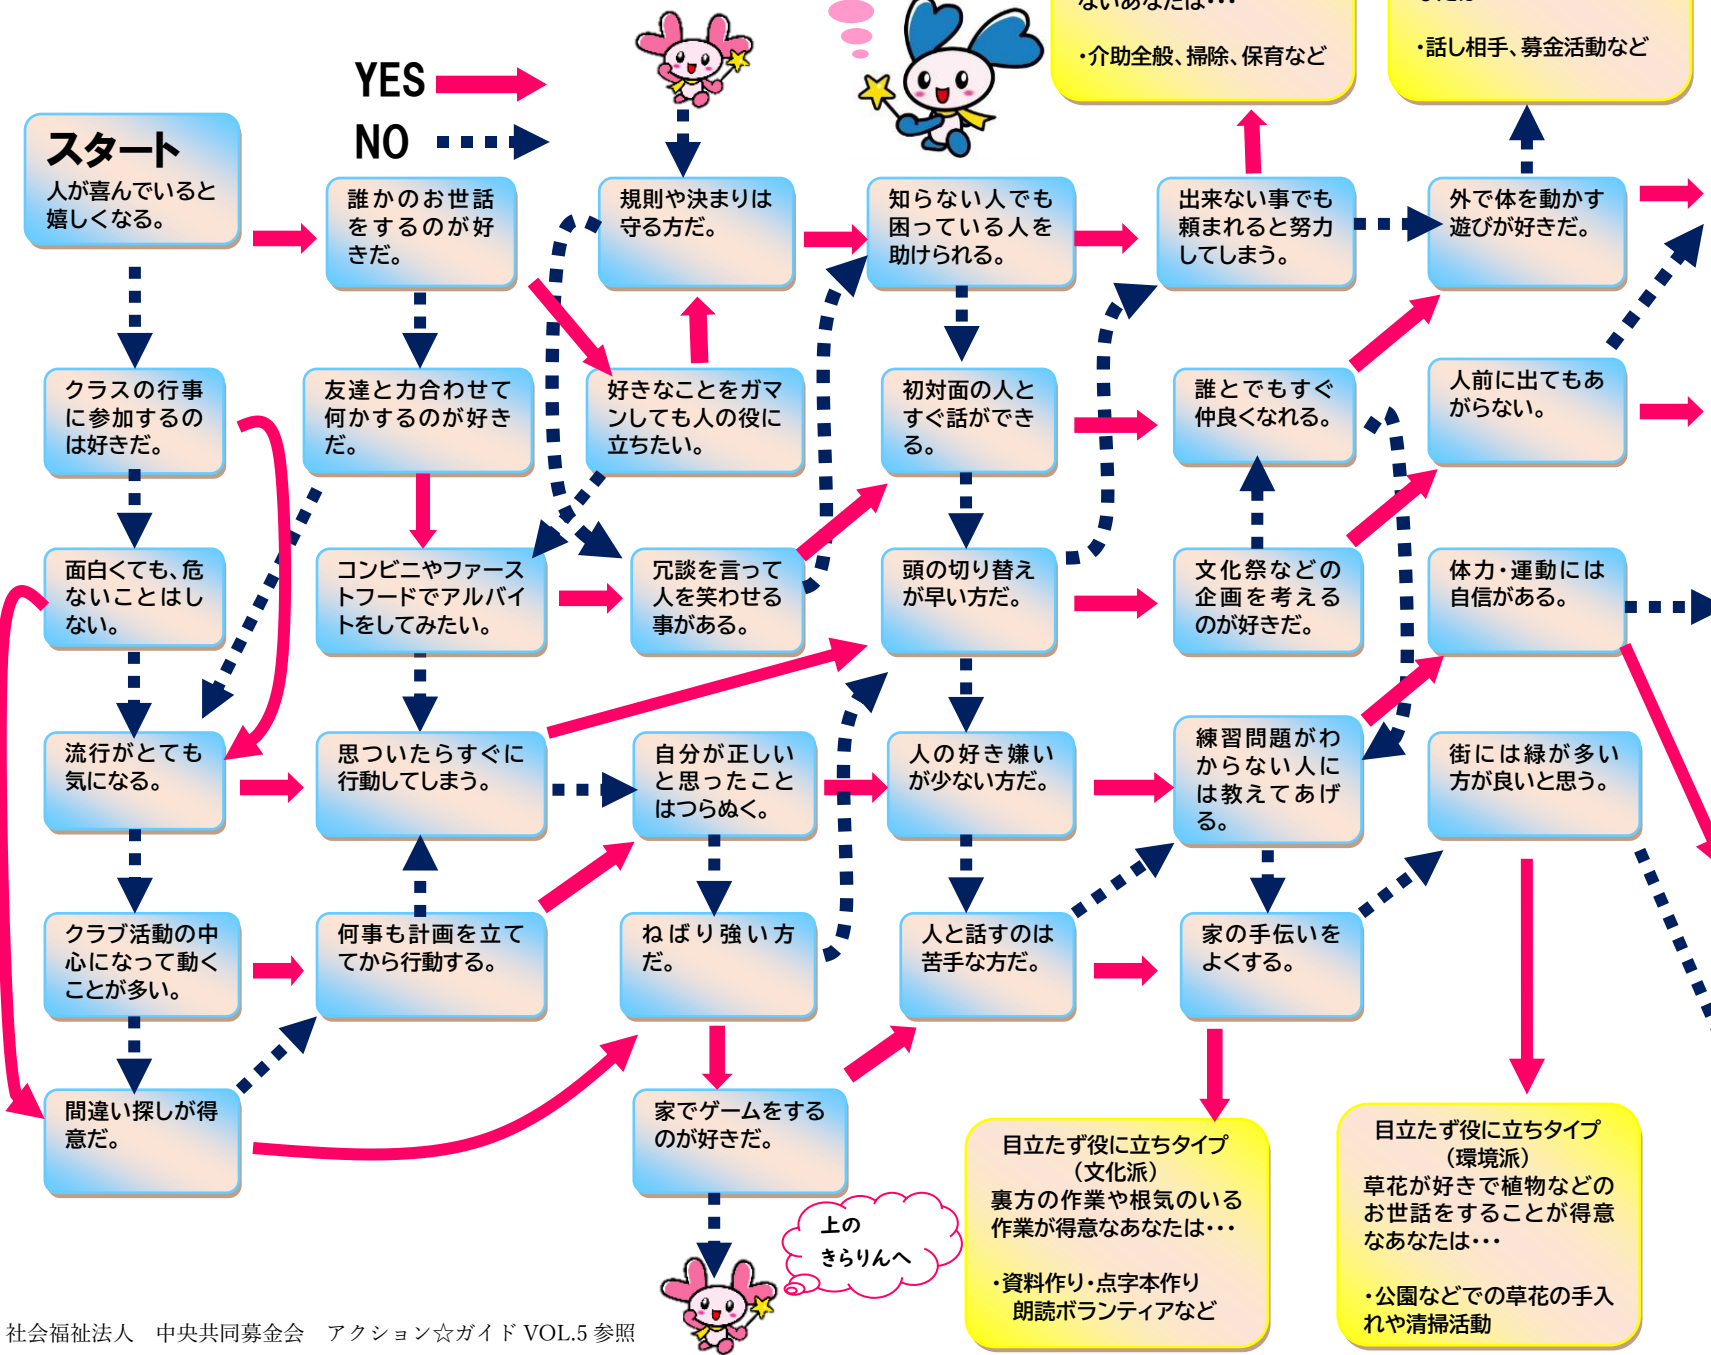 ないあなたは・・・
・介助全般、掃除、保育など
・話し相手、募金活動など
YES
NO
スタート
人が喜んでいると
嬉しくなる。
誰かのお世話
をするのが好
きだ。
規則や決まりは
守る方だ。
知らない人でも
困っている人を
助けられる。
出来ない事でも
頼まれると努力
してしまう。
外で体を動かす
遊びが好きだ。
クラスの行事
に参加するの
は好きだ。
友達と力合わせて
何かするのが好き
だ。
好きなことをガマ
ンしても人の役に
立ちたい。
初対面の人と
すぐ話ができ
る。
誰とでもすぐ
仲良くなれる。
人前に出てもあ
がらない。
面白くても、危
ないことはし
ない。
コンビニやファース
トフードでアルバイ
トをしてみたい。
冗談を言って
人を笑わせる
事がある。
頭の切り替え
が早い方だ。
文化祭などの
企画を考える
のが好きだ。
体力・運動には
自信がある。
流行がとても
気になる。
思ついたらすぐに
行動してしまう。
自分が正しい
と思ったこと
はつらぬく。
人の好き嫌い
が少ない方だ。
練習問題がわ
からない人に
は教えてあげ
る。
街には緑が多い
方が良いと思う。
クラブ活動の中
心になって動く
ことが多い。
何事も計画を立て
てから行動する。
ねばり強い方
だ。
人と話すのは
苦手な方だ。
家の手伝いを
よくする。
間違い探しが得
意だ。
家でゲームをする
のが好きだ。
上の
きらりんへ
目立たず役に立ちタイプ
（文化派）
裏方の作業や根気のいる
作業が得意なあなたは・・・
・資料作り・点字本作り
朗読ボランティアなど
目立たず役に立ちタイプ
（環境派）
草花が好きで植物などの
お世話をすることが得意
なあなたは・・・
・公園などでの草花の手入
れや清掃活動
社会福祉法人　中央共同募金会　アクション☆ガイド VOL.5 参照